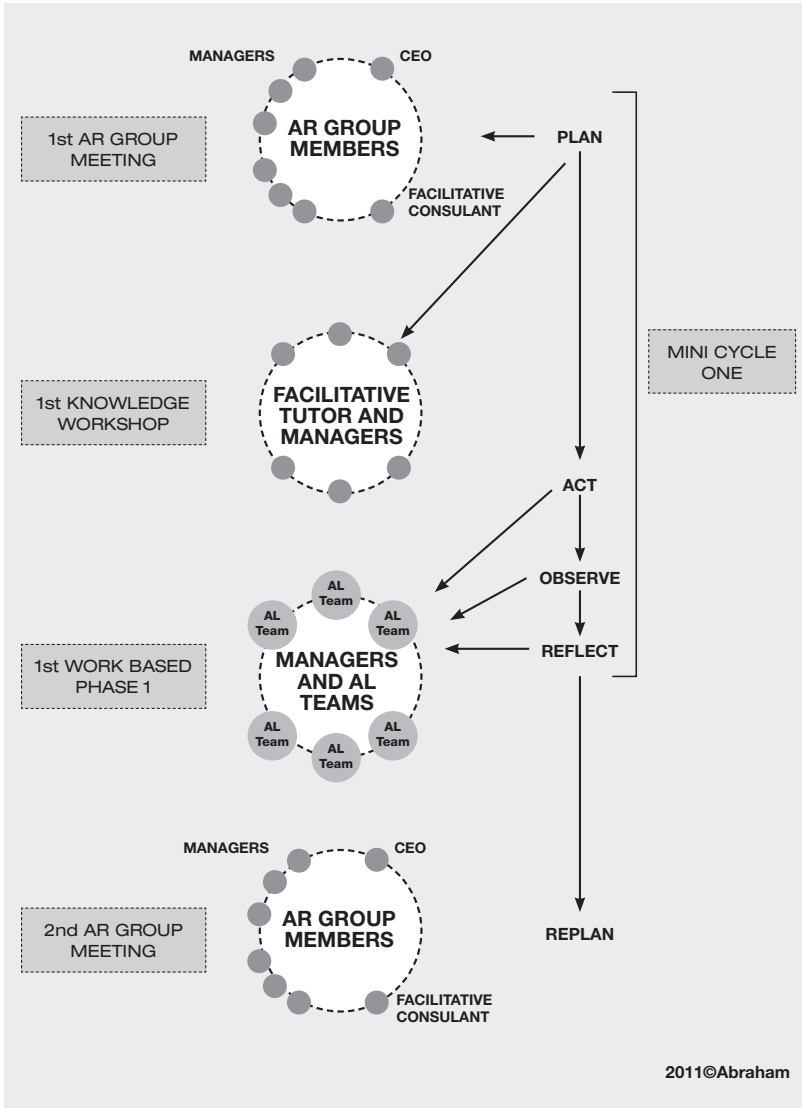 MANAGERS
CEO
1st AR GROUP
MEETING
AR GROUP
MEMBERS
PLAN
FACILITATIVE
CONSULANT
MINI CYCLE
ONE
1st KNOWLEDGE
WORKSHOP
FACILITATIVE
TUTOR AND
MANAGERS
ACT
OBSERVE
REFLECT
1st WORK BASED
PHASE 1
AL
Team
AL
Team
AL
Team
MANAGERS
AND AL
TEAMS
AL
Team
AL
Team
AL
Team
MANAGERS
CEO
2nd AR GROUP
MEETING
AR GROUP
MEMBERS
REPLAN
FACILITATIVE
CONSULANT
2011©Abraham